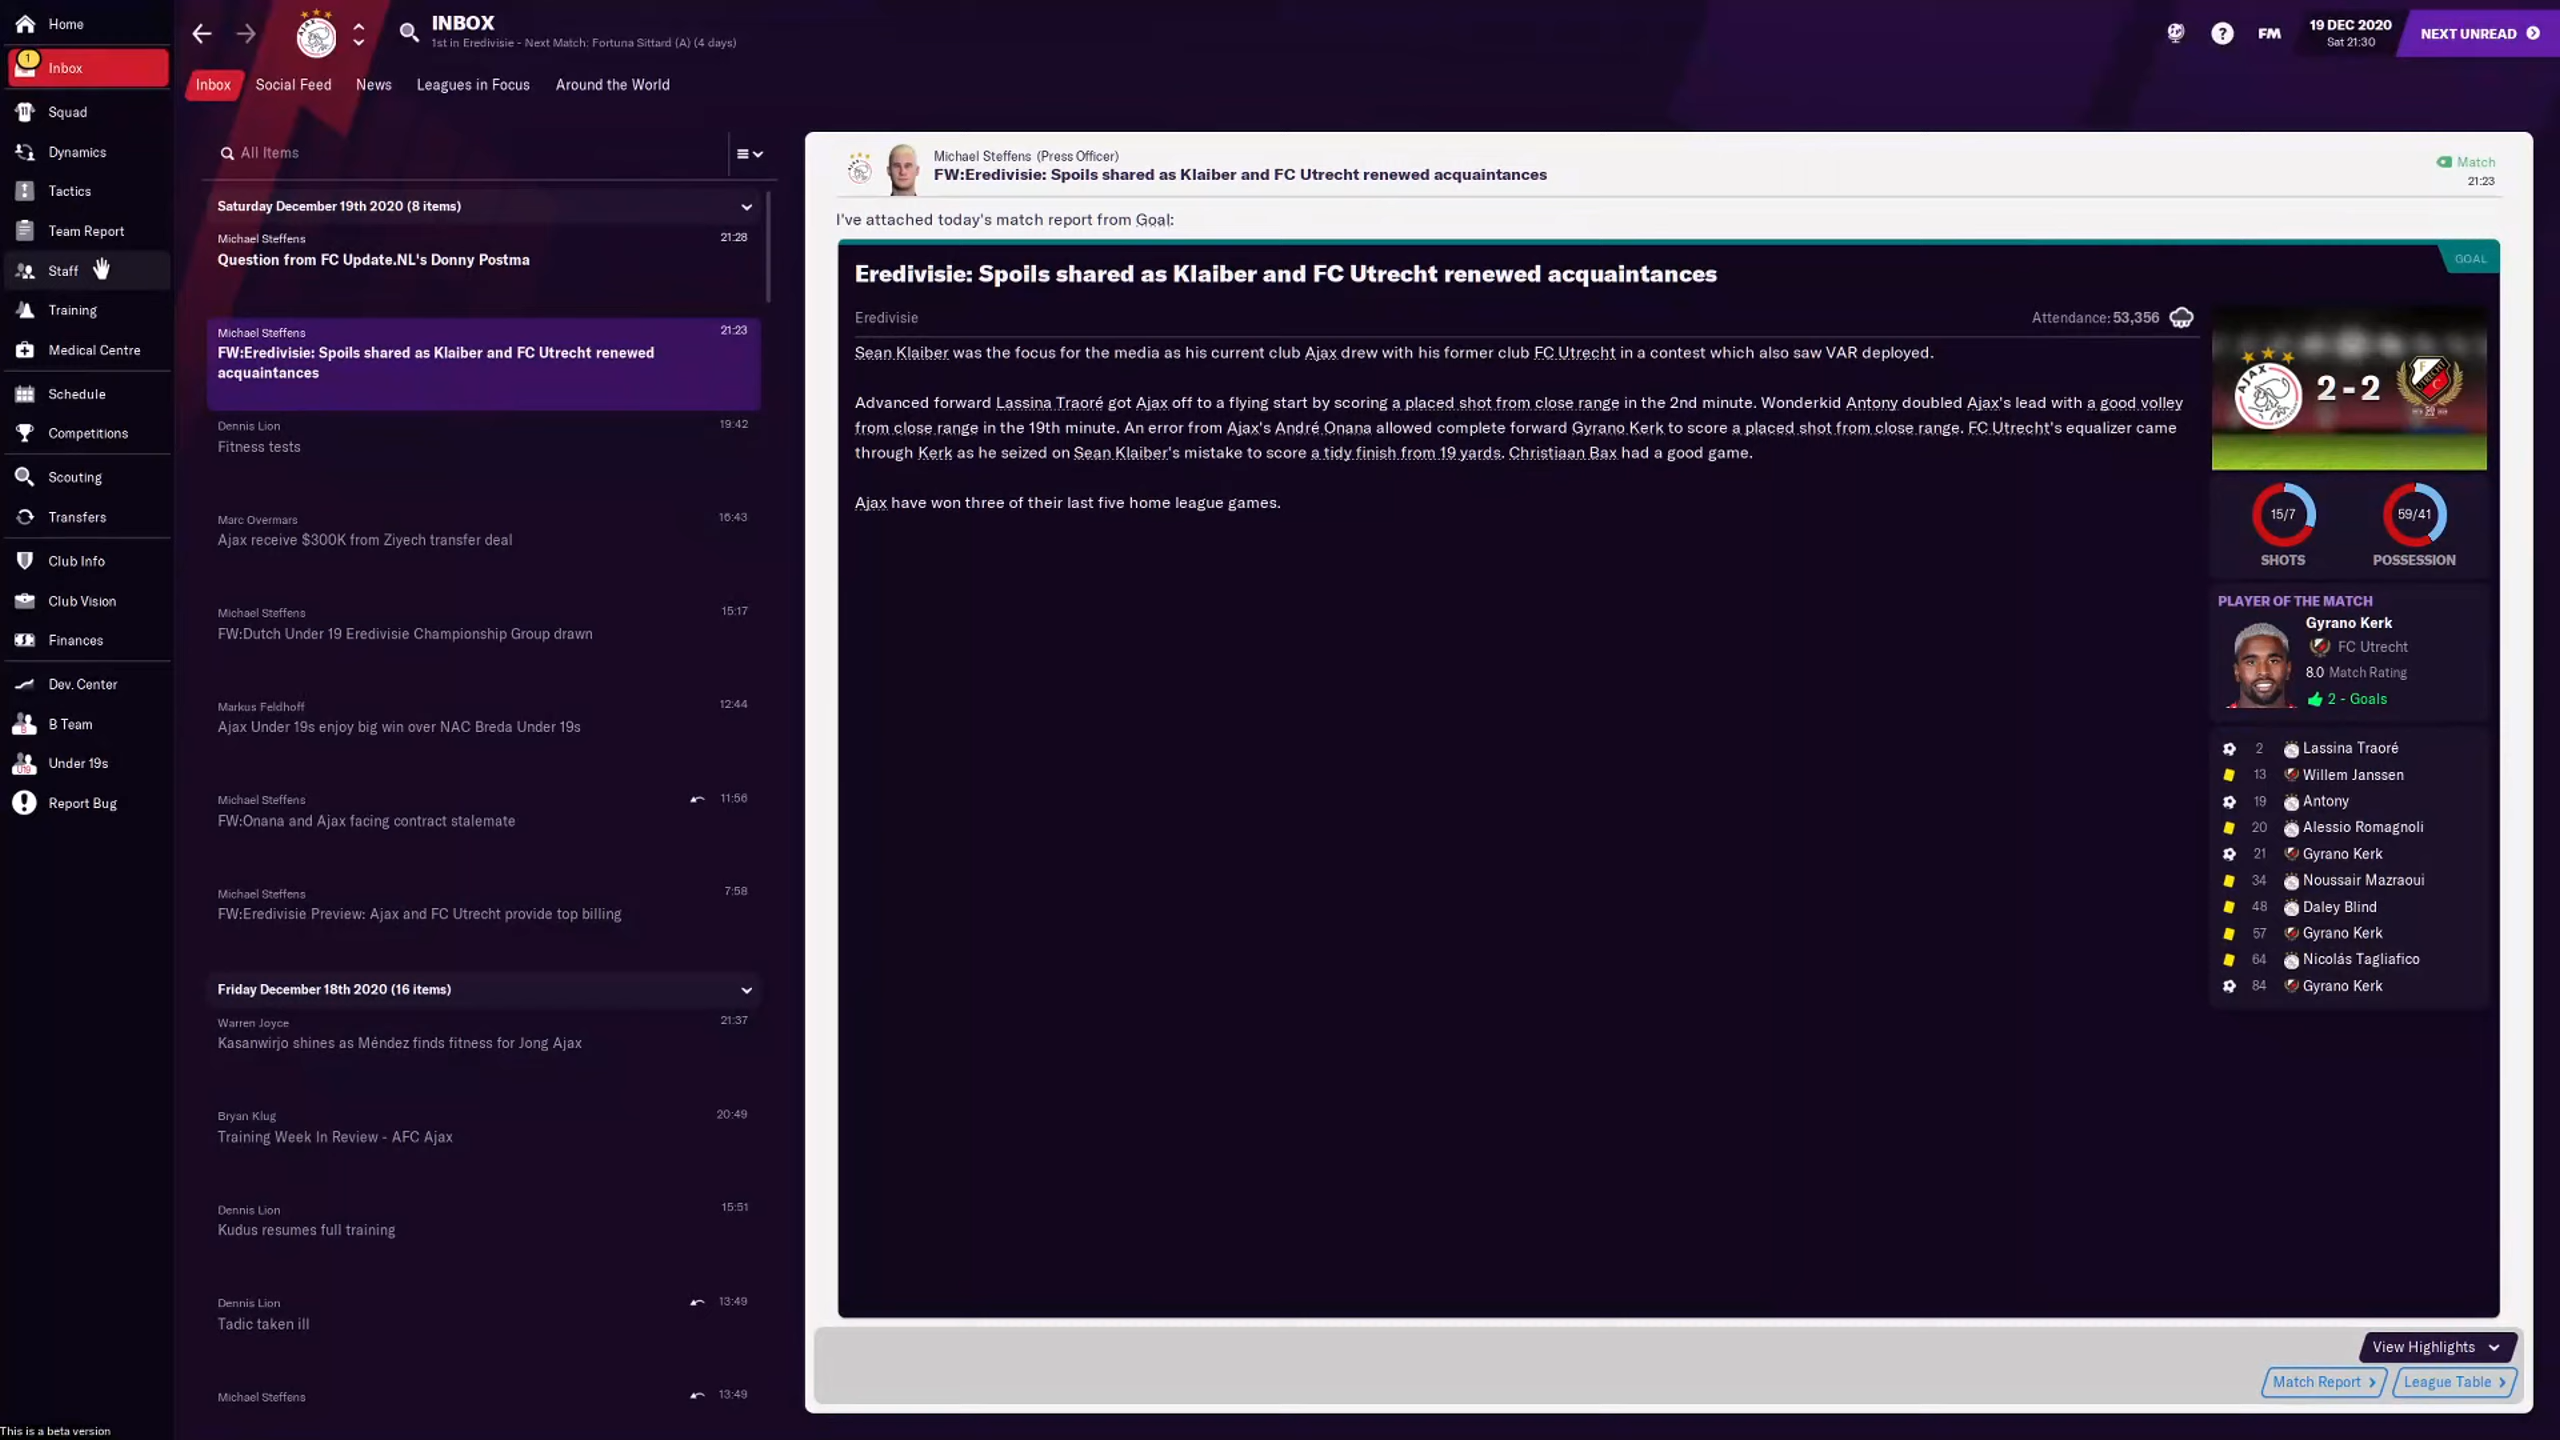 Home
1
Inbox
Squad
Dynamics
Tactics
Team Report
Staff
Training
Medical Centre
Schedule
Competitions
Scouting
Transfers
Club Info
Club Vision
Finances
Dev. Center
B Team
Under 19s
Report Bug
This is a beta version
INBOX
1st in Eredivisie - Next Match: Fortuna Sittard (A) (4 days)
FM
19 DEC 2020
Sat 21:30
NEXT UNREAD
Inbox Social Feed News Leagues in Focus Around the World
All Items
Saturday December 19th 2020 (8 items)
Michael Steffens 21:28
Question from FC Update.NL's Donny Postma
Michael Steffens 21:23
FW:Eredivisie: Spoils shared as Klaiber and FC Utrecht renewed
acquaintances
Dennis Lion 19:42
Fitness tests
Marc Overmars 16:43
Ajax receive $300K from Ziyech transfer deal
Michael Steffens 15:17
FW:Dutch Under 19 Eredivisie Championship Group drawn
Markus Feldhoff 12:44
Ajax Under 19s enjoy big win over NAC Breda Under 19s
Michael Steffens 11:56
FW:Onana and Ajax facing contract stalemate
Michael Steffens 7:58
FW:Eredivisie Preview: Ajax and FC Utrecht provide top billing
Friday December 18th 2020 (16 items)
Warren Joyce 21:37
Kasanwirjo shines as Méndez finds fitness for Jong Ajax
Bryan Klug 20:49
Training Week In Review - AFC Ajax
Dennis Lion 15:51
Kudus resumes full training
Dennis Lion 13:49
Tadic taken ill
Michael Steffens 13:49
Michael Steffens (Press Officer)
FW:Eredivisie: Spoils shared as Klaiber and FC Utrecht renewed acquaintances
Match
21:23
I've attached today's match report from Goal:
Eredivisie: Spoils shared as Klaiber and FC Utrecht renewed acquaintances
GOAL
Eredivisie Attendance: 53,356
Sean Klaiber was the focus for the media as his current club Ajax drew with his former club FC Utrecht in a contest which also saw VAR deployed.
Advanced forward Lassina Traoré got Ajax off to a flying start by scoring a placed shot from close range in the 2nd minute. Wonderkid Antony doubled Ajax's lead with a good volley
from close range in the 19th minute. An error from Ajax's André Onana allowed complete forward Gyrano Kerk to score a placed shot from close range. FC Utrecht's equalizer came
through Kerk as he seized on Sean Klaiber's mistake to score a tidy finish from 19 yards. Christiaan Bax had a good game.
Ajax have won three of their last five home league games.
2 - 2
15/7 59/41
SHOTS POSSESSION
PLAYER OF THE MATCH
Gyrano Kerk
FC Utrecht
8.0 Match Rating
2 - Goals
2 Lassina Traoré
13 Willem Janssen
19 Antony
20 Alessio Romagnoli
21 Gyrano Kerk
34 Noussair Mazraoui
48 Daley Blind
57 Gyrano Kerk
64 Nicolás Tagliafico
84 Gyrano Kerk
View Highlights
Match Report League Table